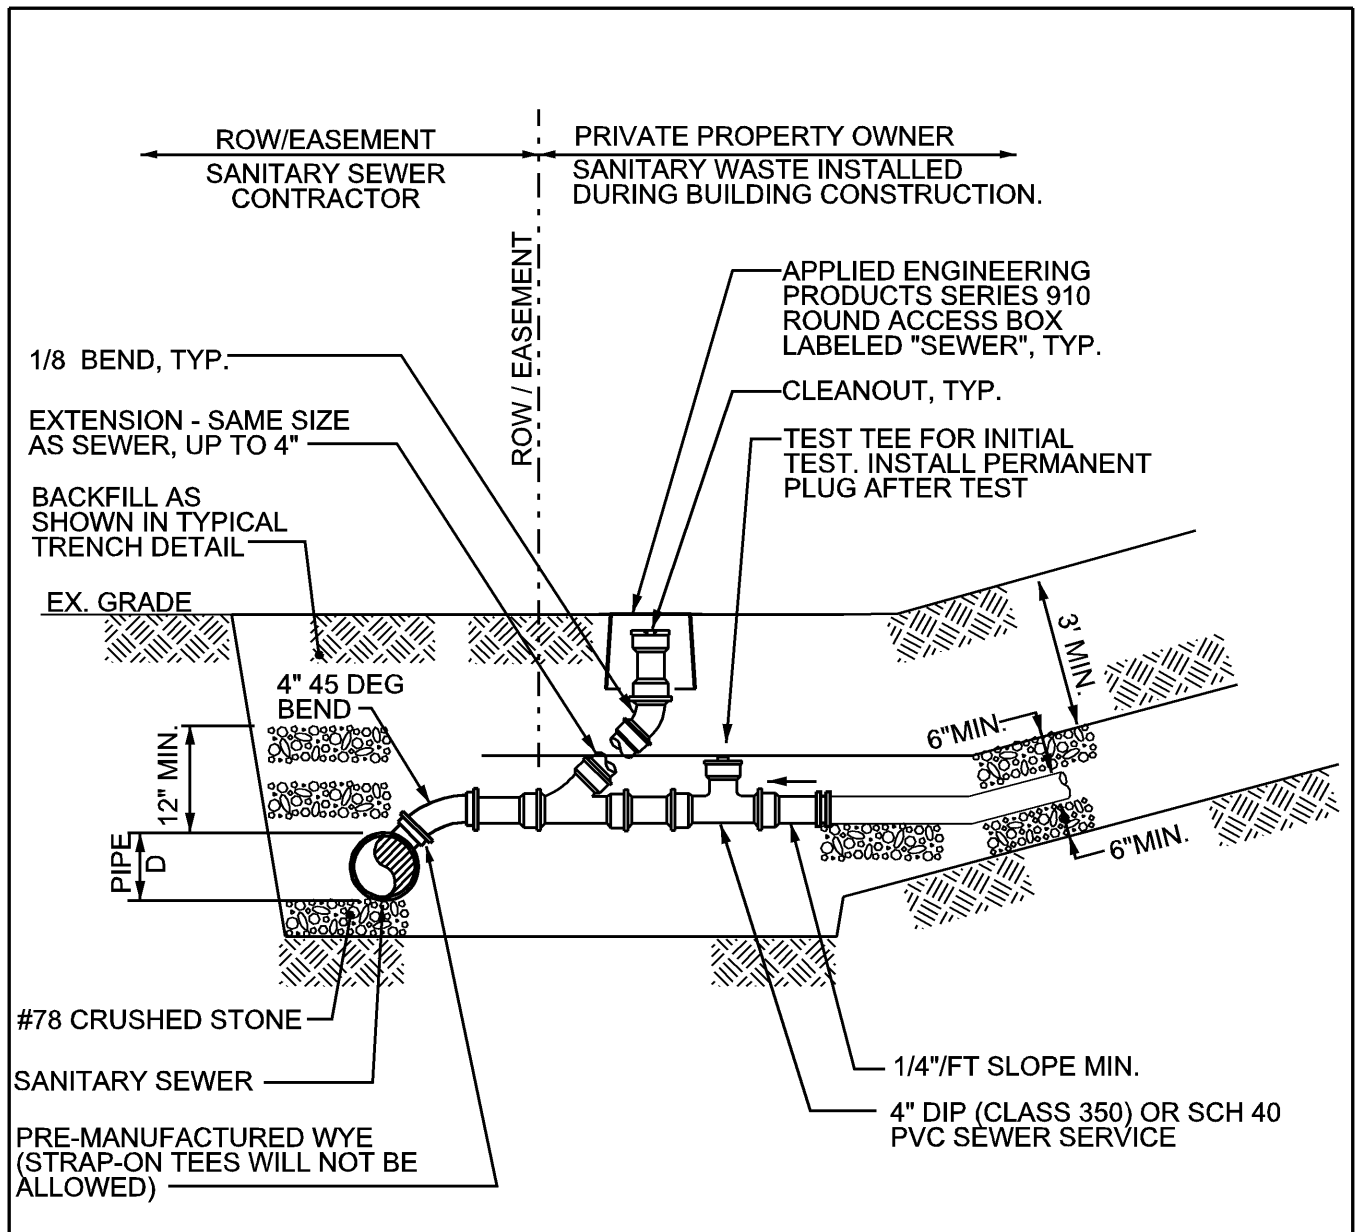 ROW/EASEMENT
SANITARY SEWER
CONTRACTOR
PRIVATE PROPERTY OWNER
SANITARY WASTE INSTALLED
DURING BUILDING CONSTRUCTION.
ROW / EASEMENT
APPLIED ENGINEERING
PRODUCTS SERIES 910
ROUND ACCESS BOX
LABELED "SEWER", TYP.
1/8 BEND, TYP.
CLEANOUT, TYP.
EXTENSION - SAME SIZE
AS SEWER, UP TO 4"
TEST TEE FOR INITIAL
TEST. INSTALL PERMANENT
PLUG AFTER TEST
BACKFILL AS
SHOWN IN TYPICAL
TRENCH DETAIL
EX. GRADE
3' MIN.
4" 45 DEG
BEND
12" MIN.
6"MIN.
PIPE
D
6"MIN.
#78 CRUSHED STONE
SANITARY SEWER
PRE-MANUFACTURED WYE
(STRAP-ON TEES WILL NOT BE
ALLOWED)
1/4"/FT SLOPE MIN.
4" DIP (CLASS 350) OR SCH 40
PVC SEWER SERVICE